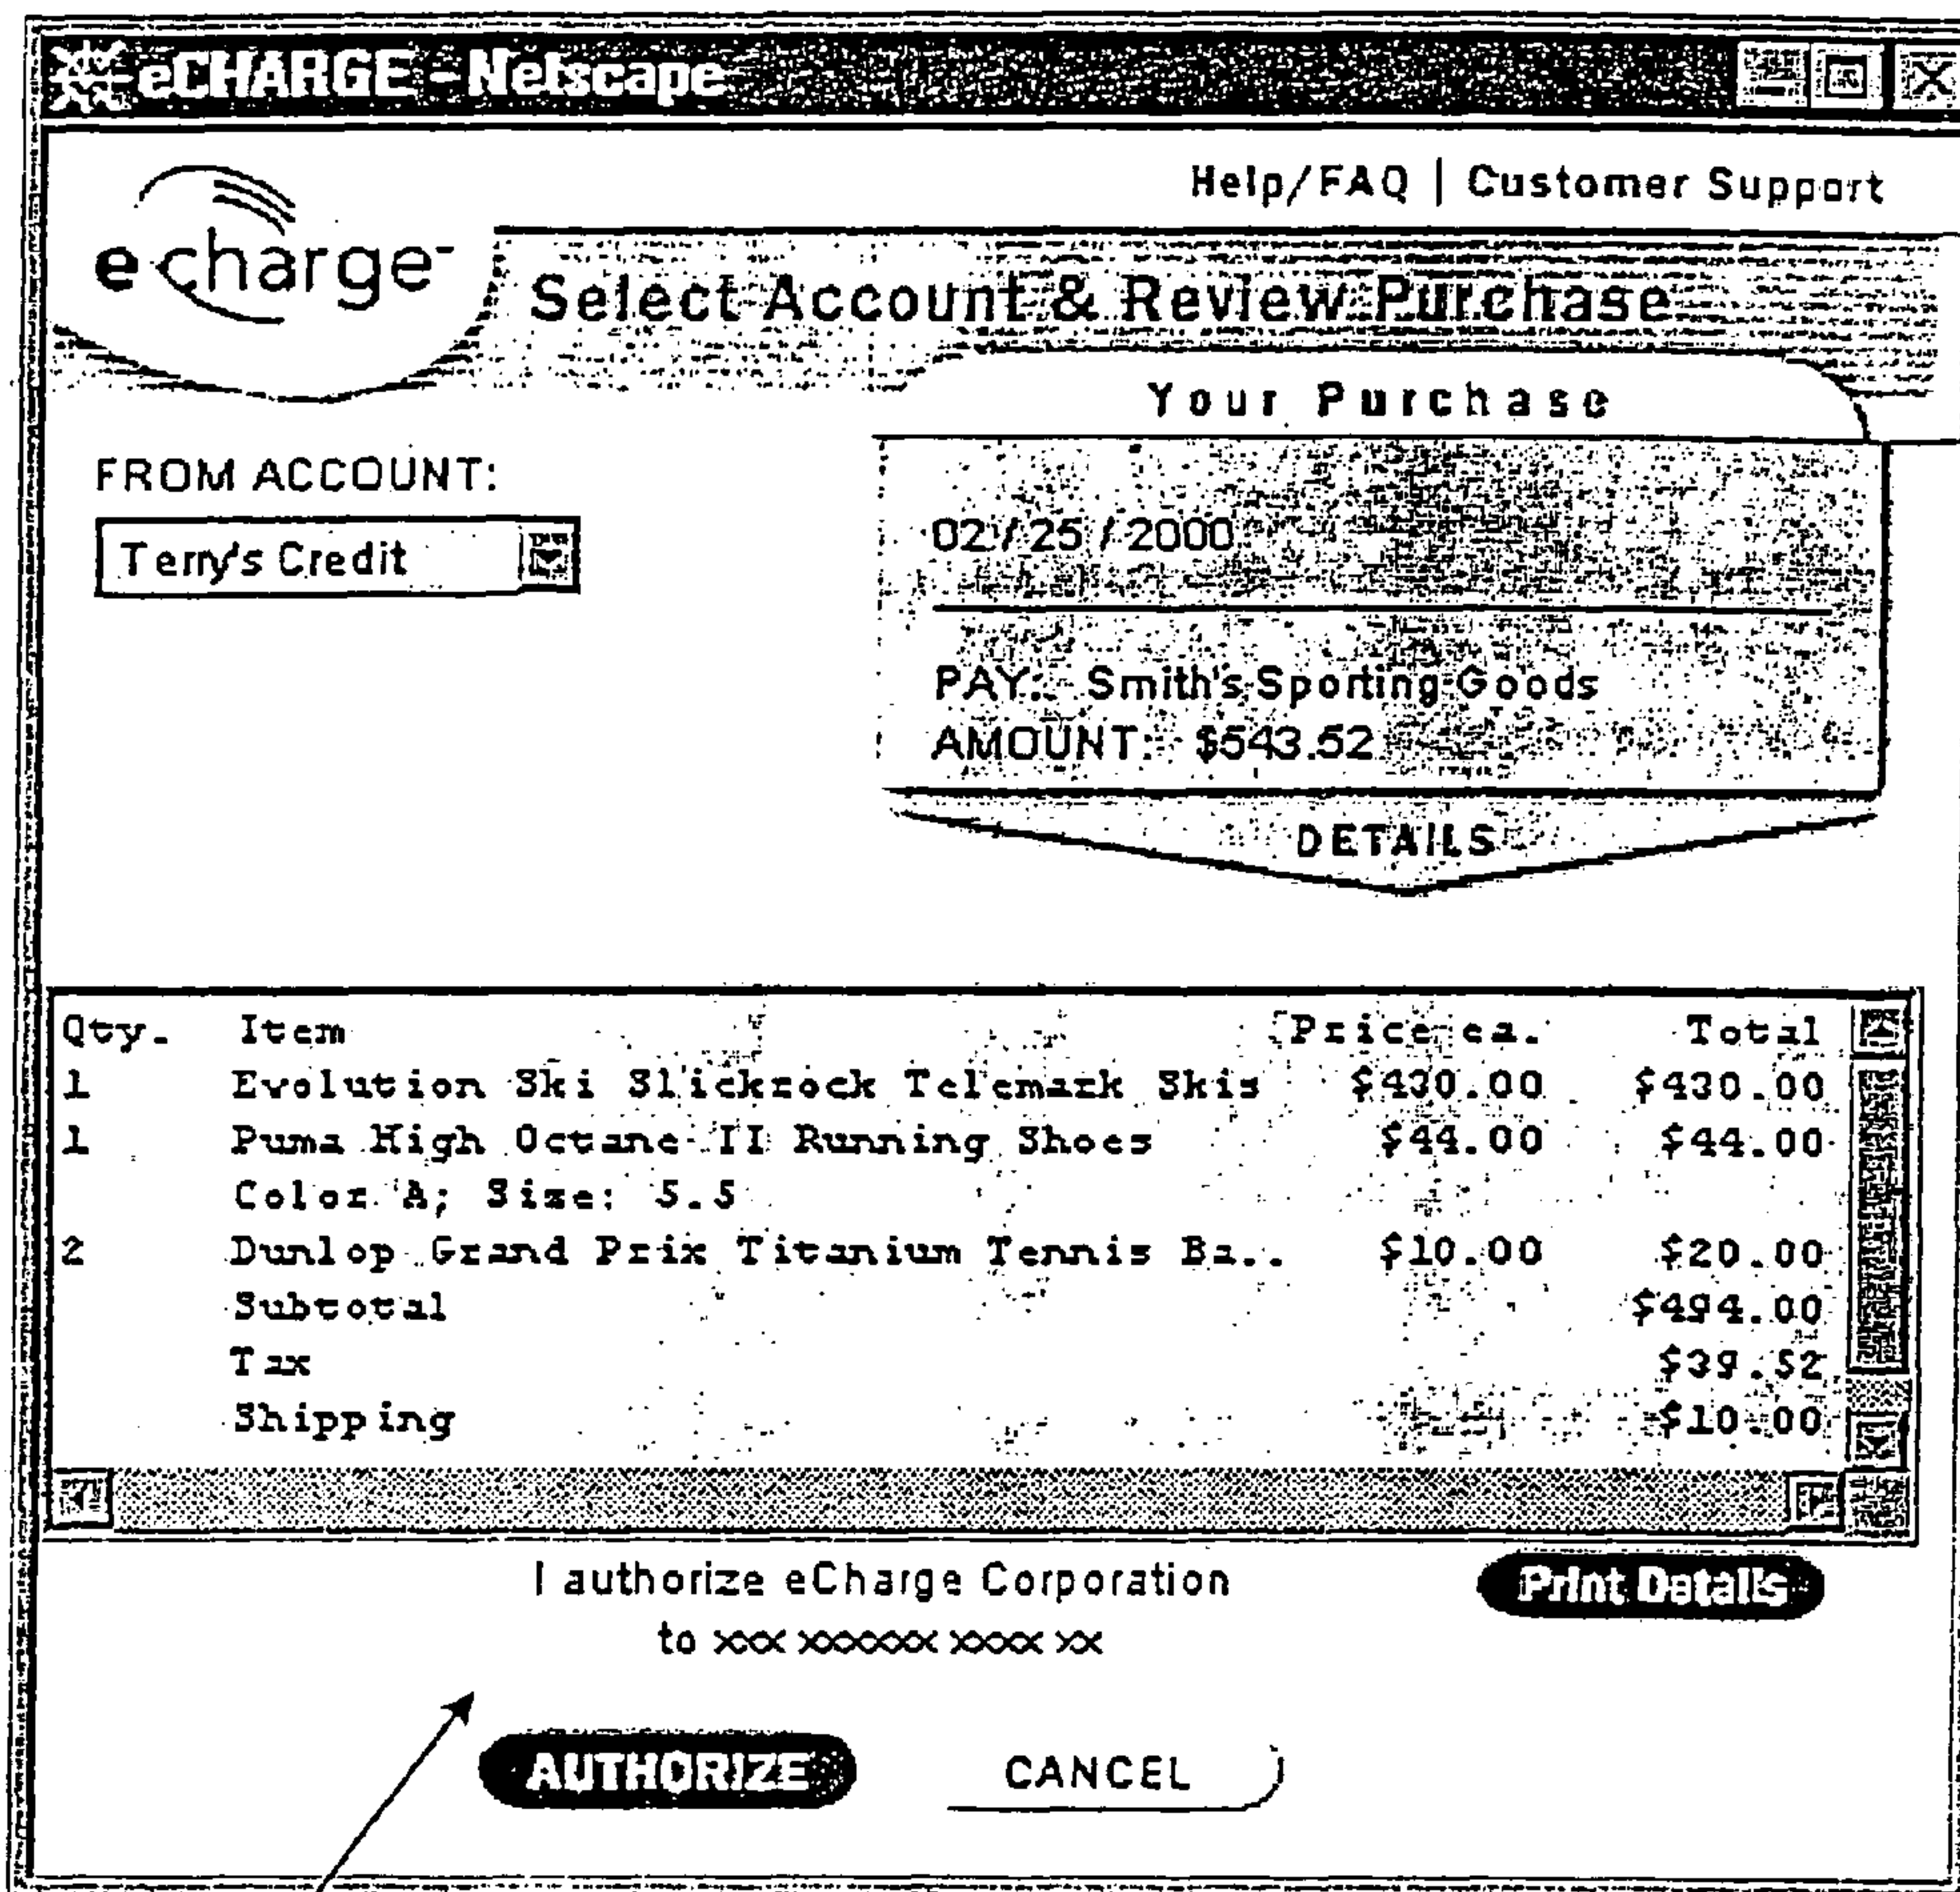 eCHARGE - Netscape
Help/FAQ | Customer Support
e charge
Select Account & Review Purchase
Your Purchase
FROM ACCOUNT:
Terry's Credit
02 / 25 / 2000
PAY: Smith's Sporting Goods
AMOUNT: $543.52
DETAILS
Qty. Item Price ea. Total
1 Evolution Ski Slickrock Telemark Skis $430.00 $430.00
1 Puma High Octane II Running Shoes $44.00 $44.00
Color A; Size: 5.5
2 Dunlop Grand Prix Titanium Tennis Ba.. $10.00 $20.00
Subtotal $494.00
Tax $39.52
Shipping $10.00
I authorize eCharge Corporation
to xxx xxxxxx xxxx xx
Print Details
AUTHORIZE CANCEL